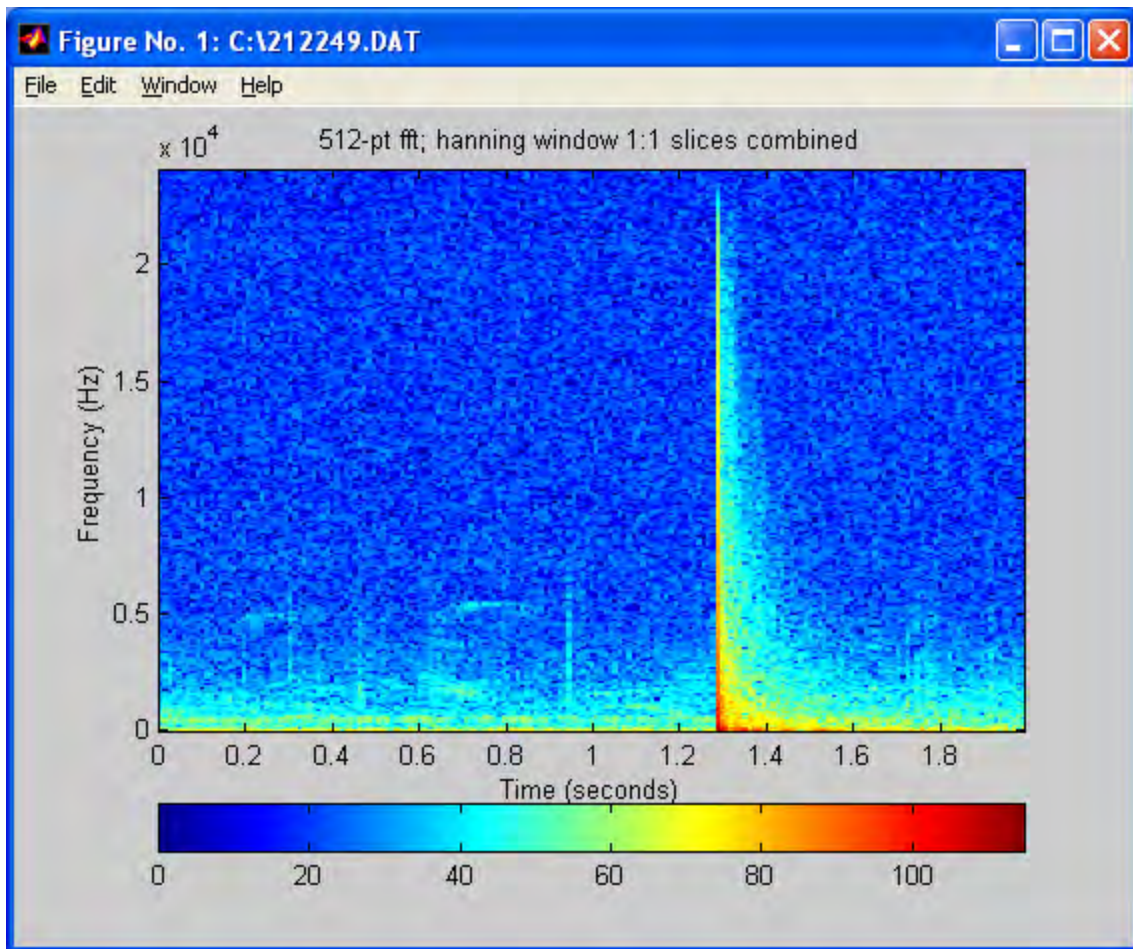 Figure No. 1: C:\212249.DAT
File Edit Window Help
x 10^4
512-pt fft; hanning window 1:1 slices combined
2
1.5
1
0.5
0
Frequency (Hz)
0 0.2 0.4 0.6 0.8 1 1.2 1.4 1.6 1.8
Time (seconds)
0 20 40 60 80 100